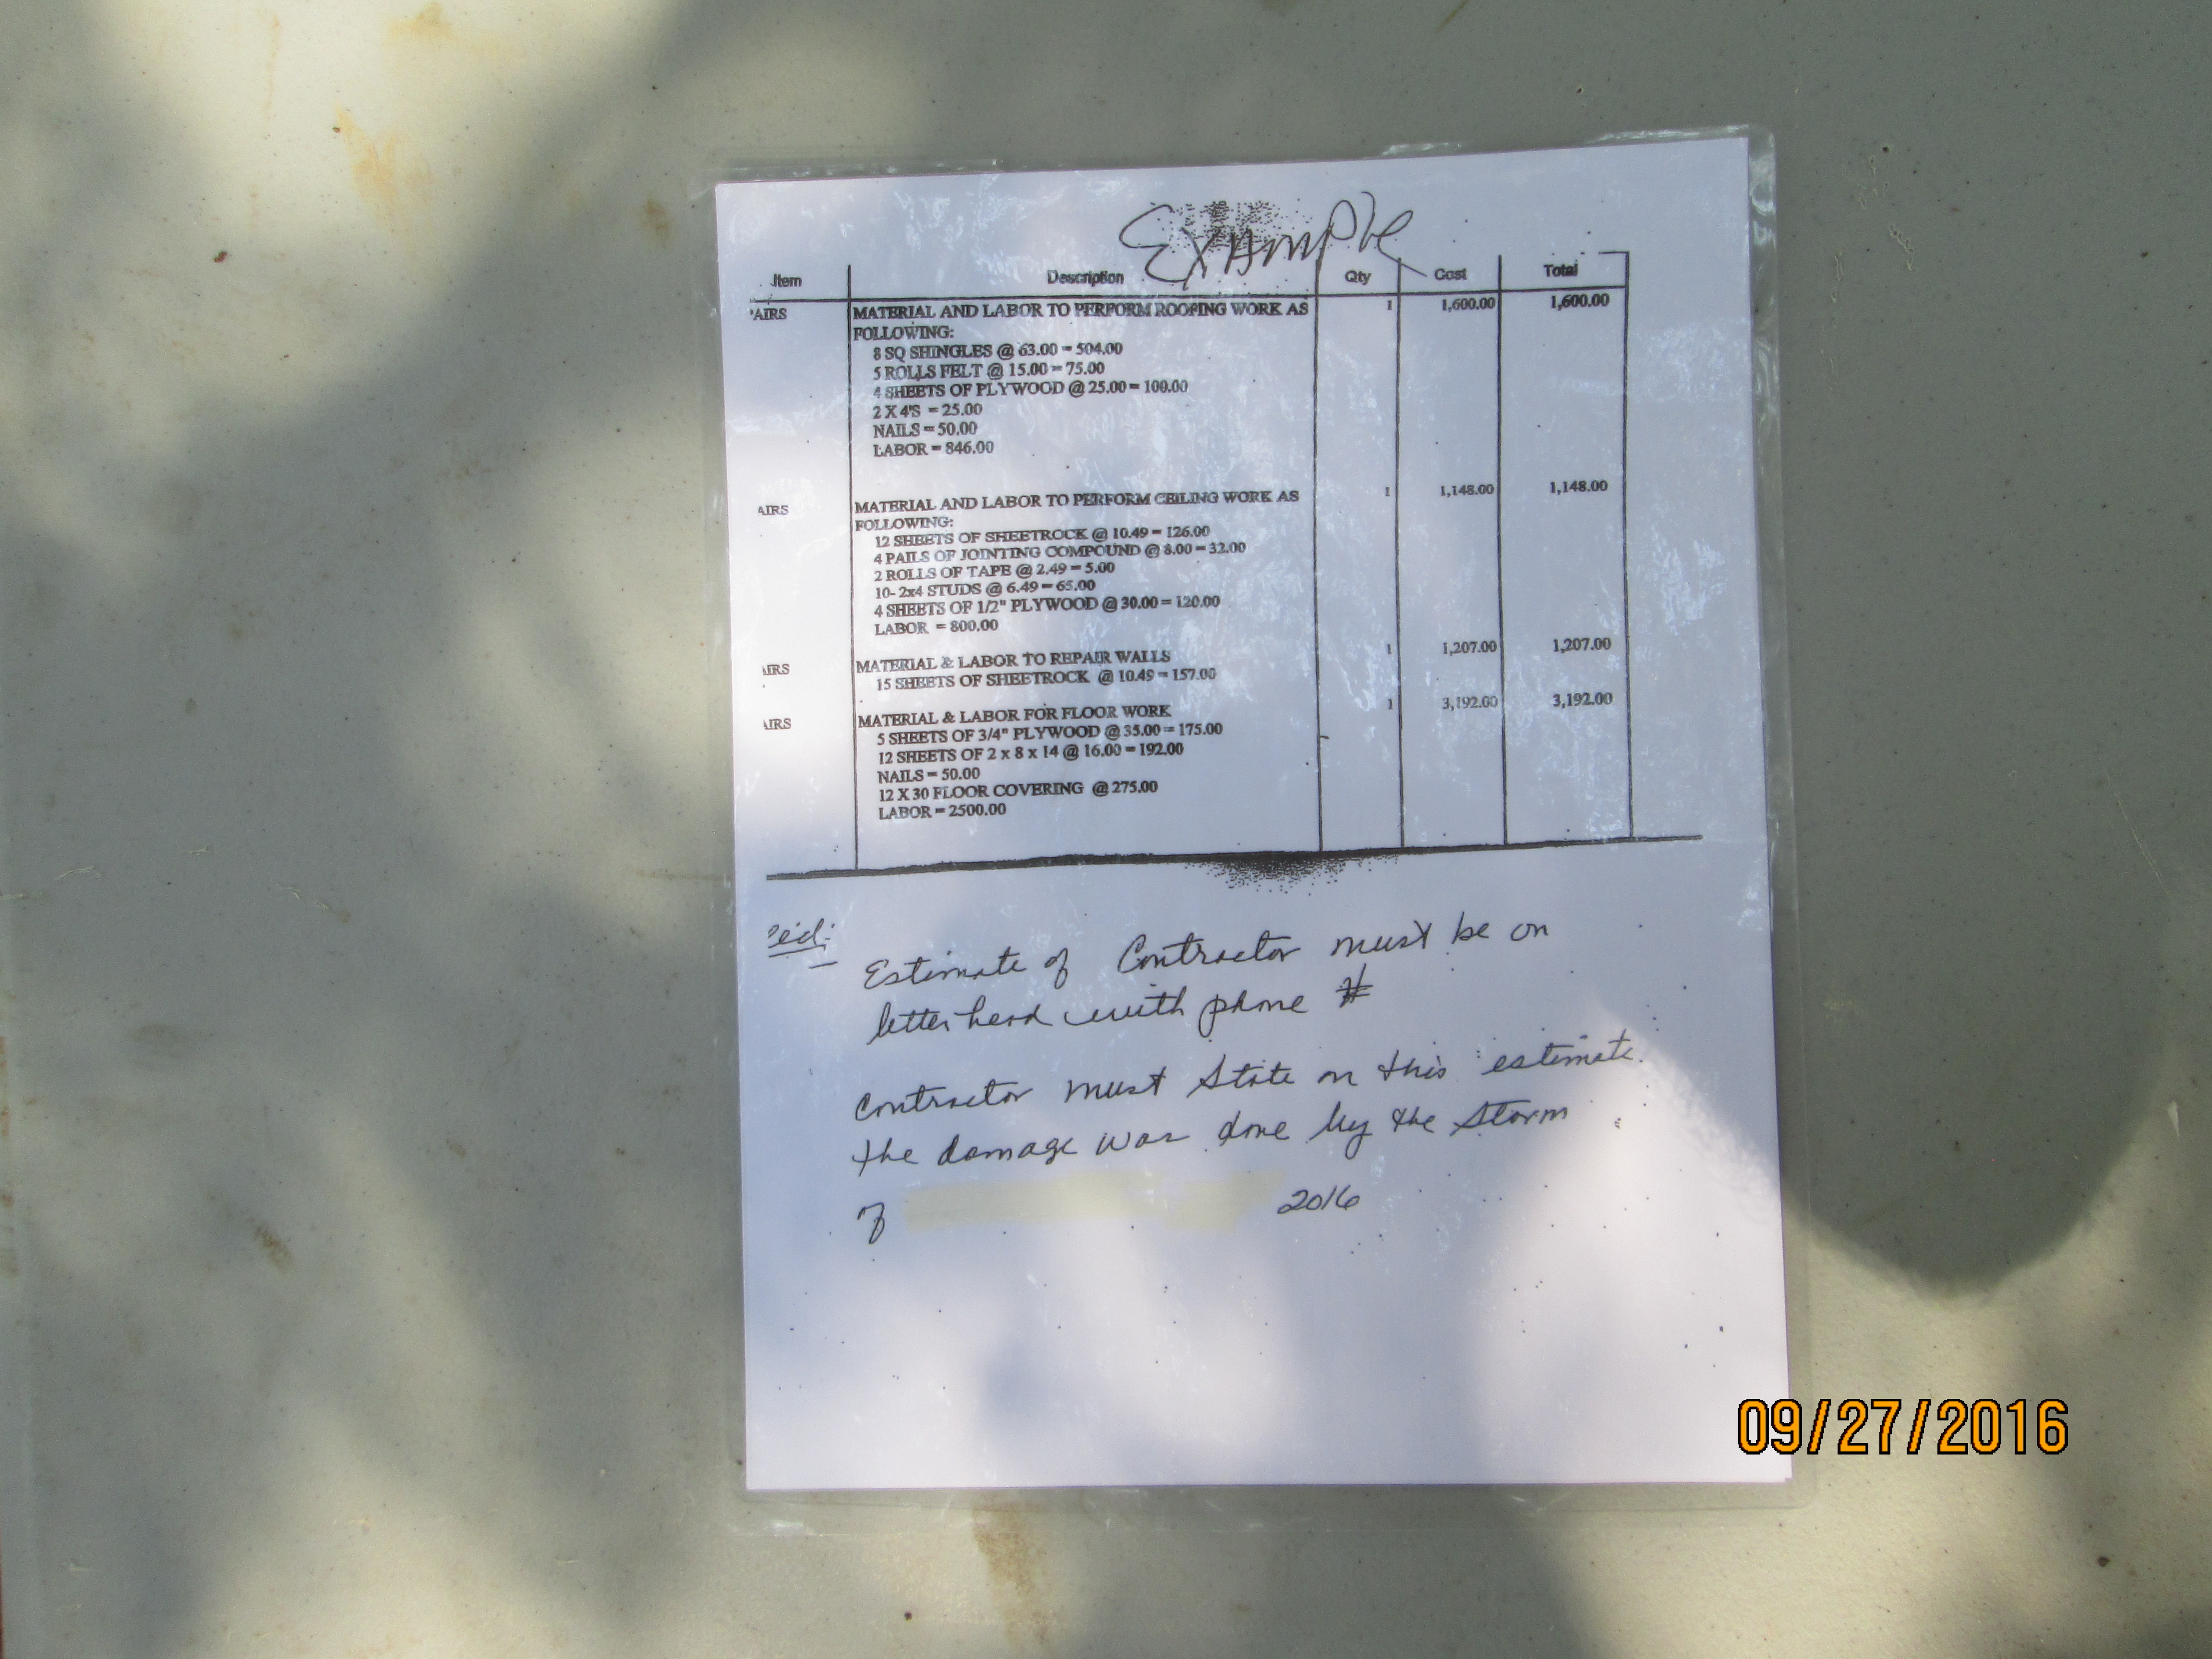 Example
Item Description Qty Cost Total
AIRS MATERIAL AND LABOR TO PERFORM ROOFING WORK AS 1 1,600.00 1,600.00
FOLLOWING:
8 SQ SHINGLES @ 63.00 = 504.00
5 ROLLS FELT @ 15.00 = 75.00
4 SHEETS OF PLYWOOD @ 25.00 = 100.00
2 X 4'S = 25.00
NAILS = 50.00
LABOR = 846.00
AIRS MATERIAL AND LABOR TO PERFORM CEILING WORK AS 1 1,148.00 1,148.00
FOLLOWING:
12 SHEETS OF SHEETROCK @ 10.49 = 126.00
4 PAILS OF JOINTING COMPOUND @ 8.00 = 32.00
2 ROLLS OF TAPE @ 2.49 = 5.00
10- 2x4 STUDS @ 6.49 = 65.00
4 SHEETS OF 1/2" PLYWOOD @ 30.00 = 120.00
LABOR = 800.00
AIRS MATERIAL & LABOR TO REPAIR WALLS 1 1,207.00 1,207.00
15 SHEETS OF SHEETROCK @ 10.49 = 157.00
AIRS MATERIAL & LABOR FOR FLOOR WORK 1 3,192.00 3,192.00
5 SHEETS OF 3/4" PLYWOOD @ 35.00 = 175.00
12 SHEETS OF 2 x 8 x 14 @ 16.00 = 192.00
NAILS = 50.00
12 X 30 FLOOR COVERING @ 275.00
LABOR = 2500.00
Estimate of Contractor must be on
letterhead with phone #
Contractor must state on this estimate
the damage was done by the storm
of 2016
09/27/2016